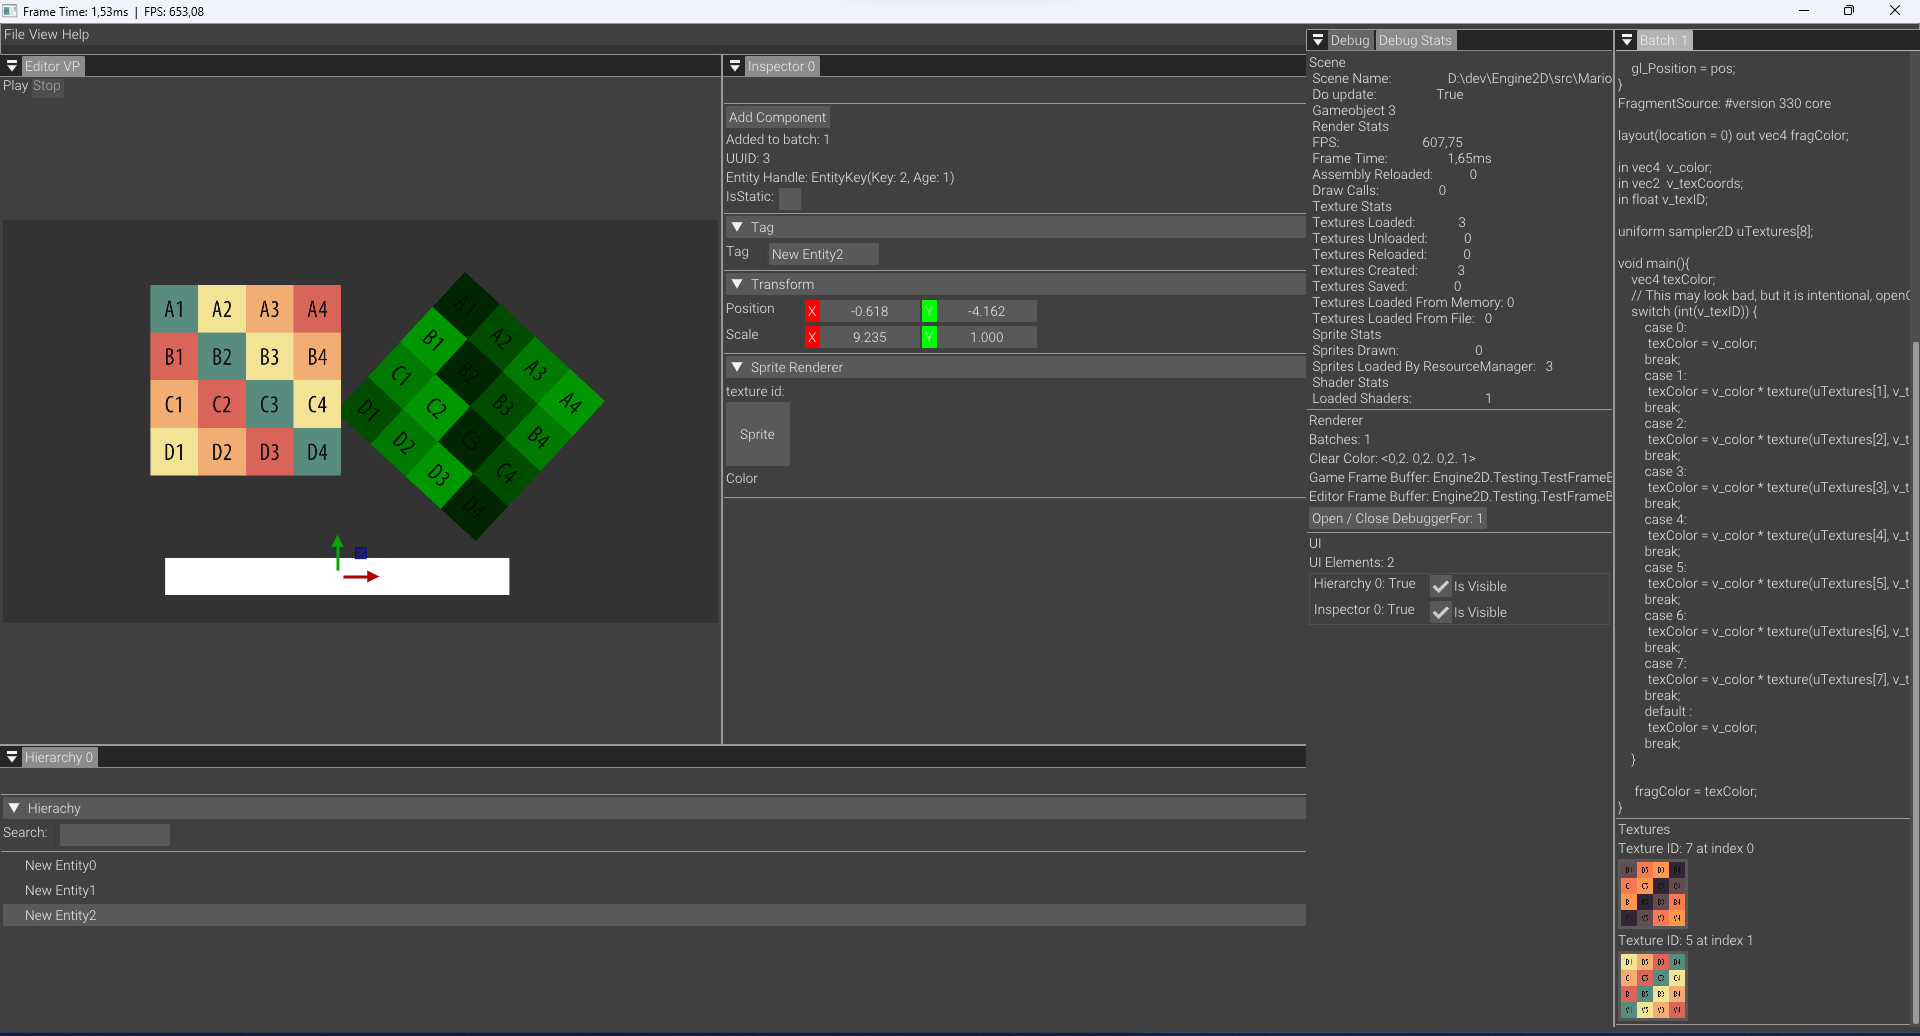 Frame Time: 1,53ms | FPS: 653,08
File View Help
Editor VP
Play Stop
A1 A2 A3 A4
B1 B2 B3 B4
C1 C2 C3 C4
D1 D2 D3 D4
A1 A2 A3 A4
B1 B2 B3 B4
C1 C2 C3 C4
D1 D2 D3 D4
Inspector 0
Add Component
Added to batch: 1
UUID: 3
Entity Handle: EntityKey(Key: 2, Age: 1)
IsStatic:
Tag
Tag New Entity2
Transform
Position X -0.618 Y -4.162
Scale X 9.235 Y 1.000
Sprite Renderer
texture id:
Sprite
Color
Hierarchy 0
Hierachy
Search:
New Entity0
New Entity1
New Entity2
Debug Debug Stats
Scene
Scene Name: D:\dev\Engine2D\src\Mario
Do update: True
Gameobject 3
Render Stats
FPS: 607,75
Frame Time: 1,65ms
Assembly Reloaded: 0
Draw Calls: 0
Texture Stats
Textures Loaded: 3
Textures Unloaded: 0
Textures Reloaded: 0
Textures Created: 3
Textures Saved: 0
Textures Loaded From Memory: 0
Textures Loaded From File: 0
Sprite Stats
Sprites Drawn: 0
Sprites Loaded By ResourceManager: 3
Shader Stats
Loaded Shaders: 1
Renderer
Batches: 1
Clear Color: <0,2. 0,2. 0,2. 1>
Game Frame Buffer: Engine2D.Testing.TestFrameB
Editor Frame Buffer: Engine2D.Testing.TestFrameB
Open / Close DebuggerFor: 1
UI
UI Elements: 2
Hierarchy 0: True Is Visible
Inspector 0: True Is Visible
Batch: 1
gl_Position = pos;
}
FragmentSource: #version 330 core
layout(location = 0) out vec4 fragColor;
in vec4 v_color;
in vec2 v_texCoords;
in float v_texID;
uniform sampler2D uTextures[8];
void main(){
vec4 texColor;
// This may look bad, but it is intentional, openG
switch (int(v_texID)) {
case 0:
texColor = v_color;
break;
case 1:
texColor = v_color * texture(uTextures[1], v_t
break;
case 2:
texColor = v_color * texture(uTextures[2], v_t
break;
case 3:
texColor = v_color * texture(uTextures[3], v_t
break;
case 4:
texColor = v_color * texture(uTextures[4], v_t
break;
case 5:
texColor = v_color * texture(uTextures[5], v_t
break;
case 6:
texColor = v_color * texture(uTextures[6], v_t
break;
case 7:
texColor = v_color * texture(uTextures[7], v_t
break;
default :
texColor = v_color;
break;
}
fragColor = texColor;
}
Textures
Texture ID: 7 at index 0
Texture ID: 5 at index 1